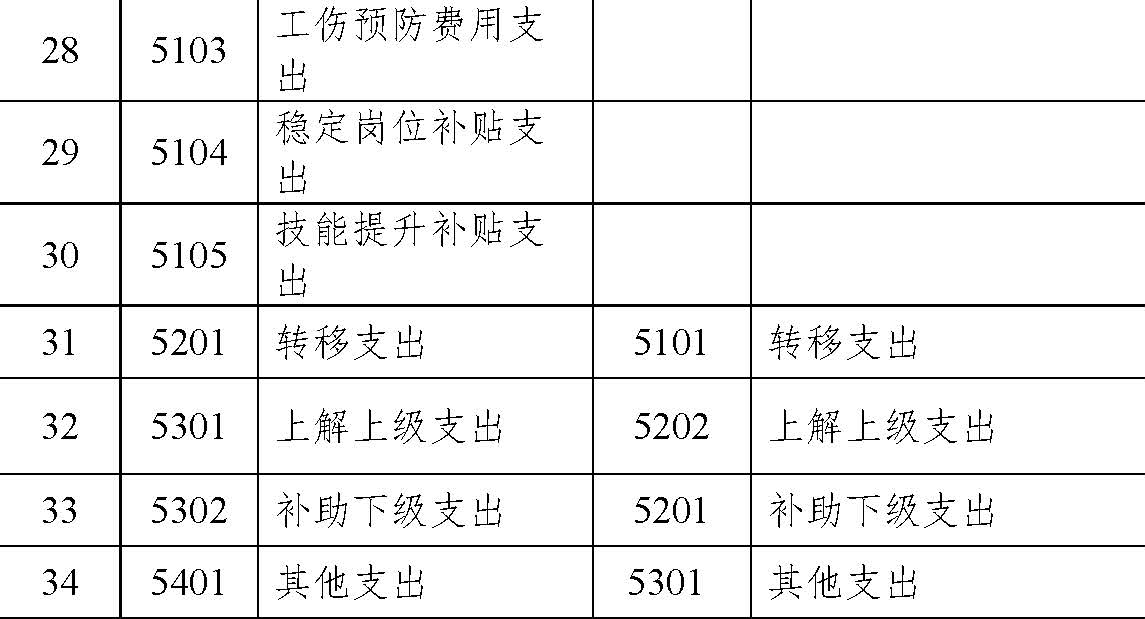 28 5103 工伤预防费用支
出
29 5104 稳定岗位补贴支
出
30 5105 技能提升补贴支
出
31 5201 转移支出 5101 转移支出
32 5301 上解上级支出 5202 上解上级支出
33 5302 补助下级支出 5201 补助下级支出
34 5401 其他支出 5301 其他支出